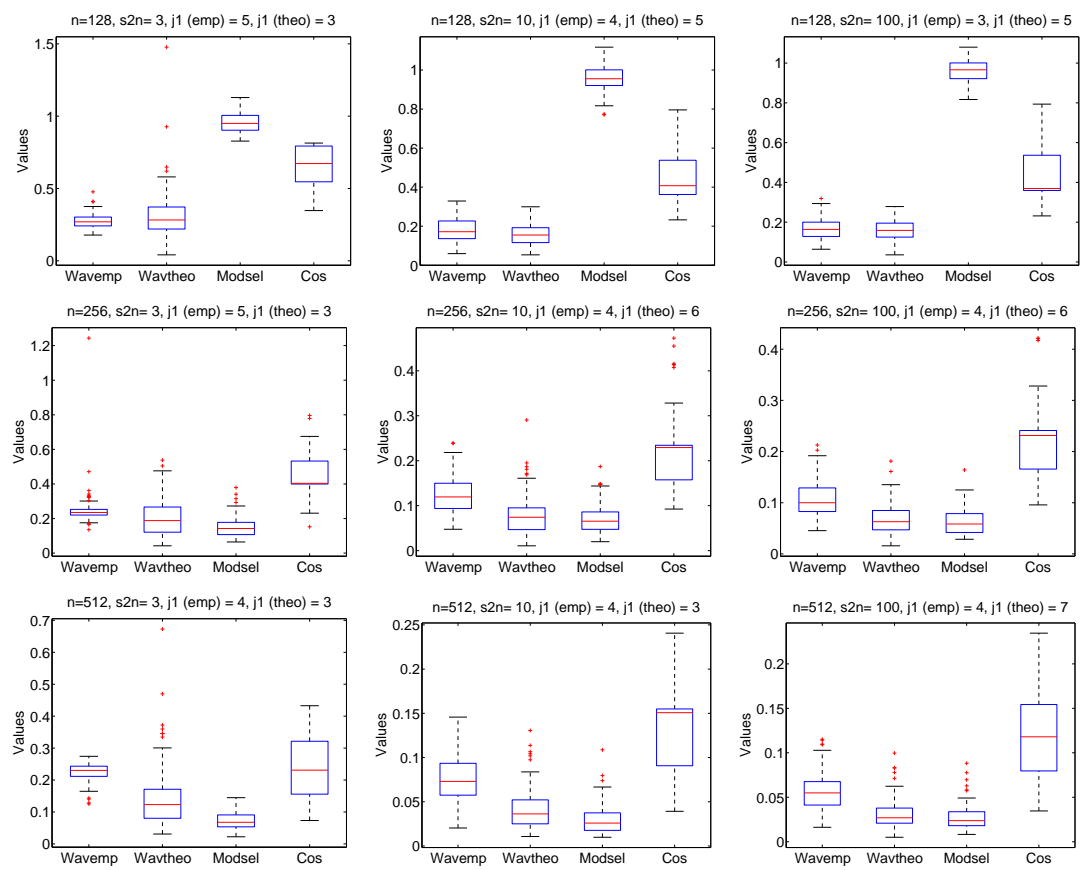 n=128, s2n= 3, j1 (emp) = 5, j1 (theo) = 3
1.5
1
0.5
0
Values
Wavemp Wavtheo Modsel Cos
n=128, s2n= 10, j1 (emp) = 4, j1 (theo) = 5
1
0.8
0.6
0.4
0.2
0
Values
Wavemp Wavtheo Modsel Cos
n=128, s2n= 100, j1 (emp) = 3, j1 (theo) = 5
1
0.8
0.6
0.4
0.2
0
Values
Wavemp Wavtheo Modsel Cos
n=256, s2n= 3, j1 (emp) = 5, j1 (theo) = 3
1.2
1
0.8
0.6
0.4
0.2
0
Values
Wavemp Wavtheo Modsel Cos
n=256, s2n= 10, j1 (emp) = 4, j1 (theo) = 6
0.4
0.3
0.2
0.1
0
Values
Wavemp Wavtheo Modsel Cos
n=256, s2n= 100, j1 (emp) = 4, j1 (theo) = 6
0.4
0.3
0.2
0.1
0
Values
Wavemp Wavtheo Modsel Cos
n=512, s2n= 3, j1 (emp) = 4, j1 (theo) = 3
0.7
0.6
0.5
0.4
0.3
0.2
0.1
0
Values
Wavemp Wavtheo Modsel Cos
n=512, s2n= 10, j1 (emp) = 4, j1 (theo) = 3
0.25
0.2
0.15
0.1
0.05
0
Values
Wavemp Wavtheo Modsel Cos
n=512, s2n= 100, j1 (emp) = 4, j1 (theo) = 7
0.2
0.15
0.1
0.05
0
Values
Wavemp Wavtheo Modsel Cos